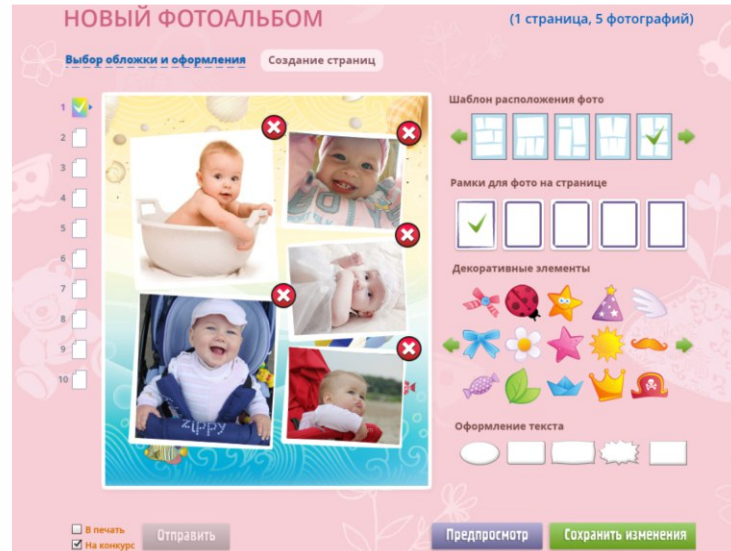 НОВЫЙ ФОТОАЛЬБОМ
(1 страница, 5 фотографий)
Выбор обложки и оформления
Создание страниц
Шаблон расположения фото
1
2
3
4
5
6
7
8
9
10
Рамки для фото на странице
Декоративные элементы
zippy
Оформление текста
В печать
На конкурс
Отправить
Предпросмотр
Сохранить изменения